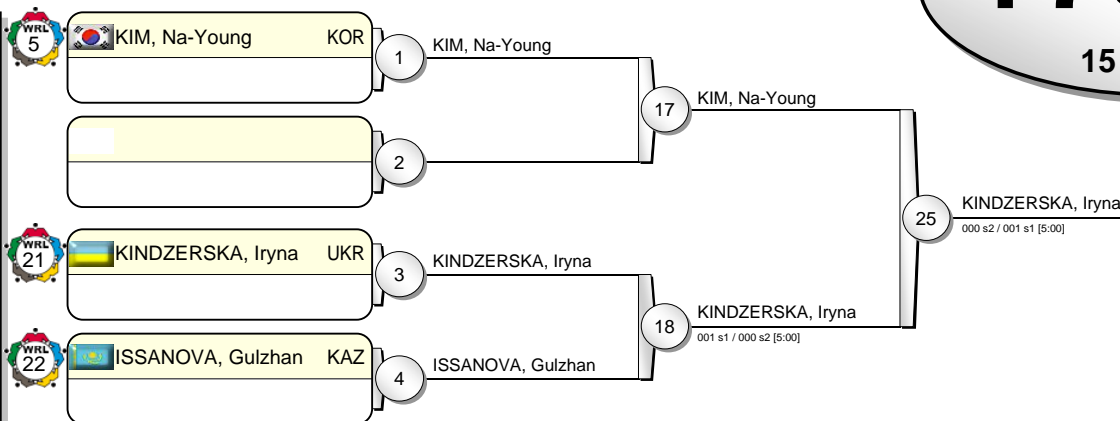 WRL
5
KIM, Na-Young KOR
1
KIM, Na-Young
17
KIM, Na-Young
15
2
25
KINDZERSKA, Iryna
000 s2 / 001 s1 [5:00]
WRL
21
KINDZERSKA, Iryna UKR
3
KINDZERSKA, Iryna
18
KINDZERSKA, Iryna
001 s1 / 000 s2 [5:00]
WRL
22
ISSANOVA, Gulzhan KAZ
4
ISSANOVA, Gulzhan